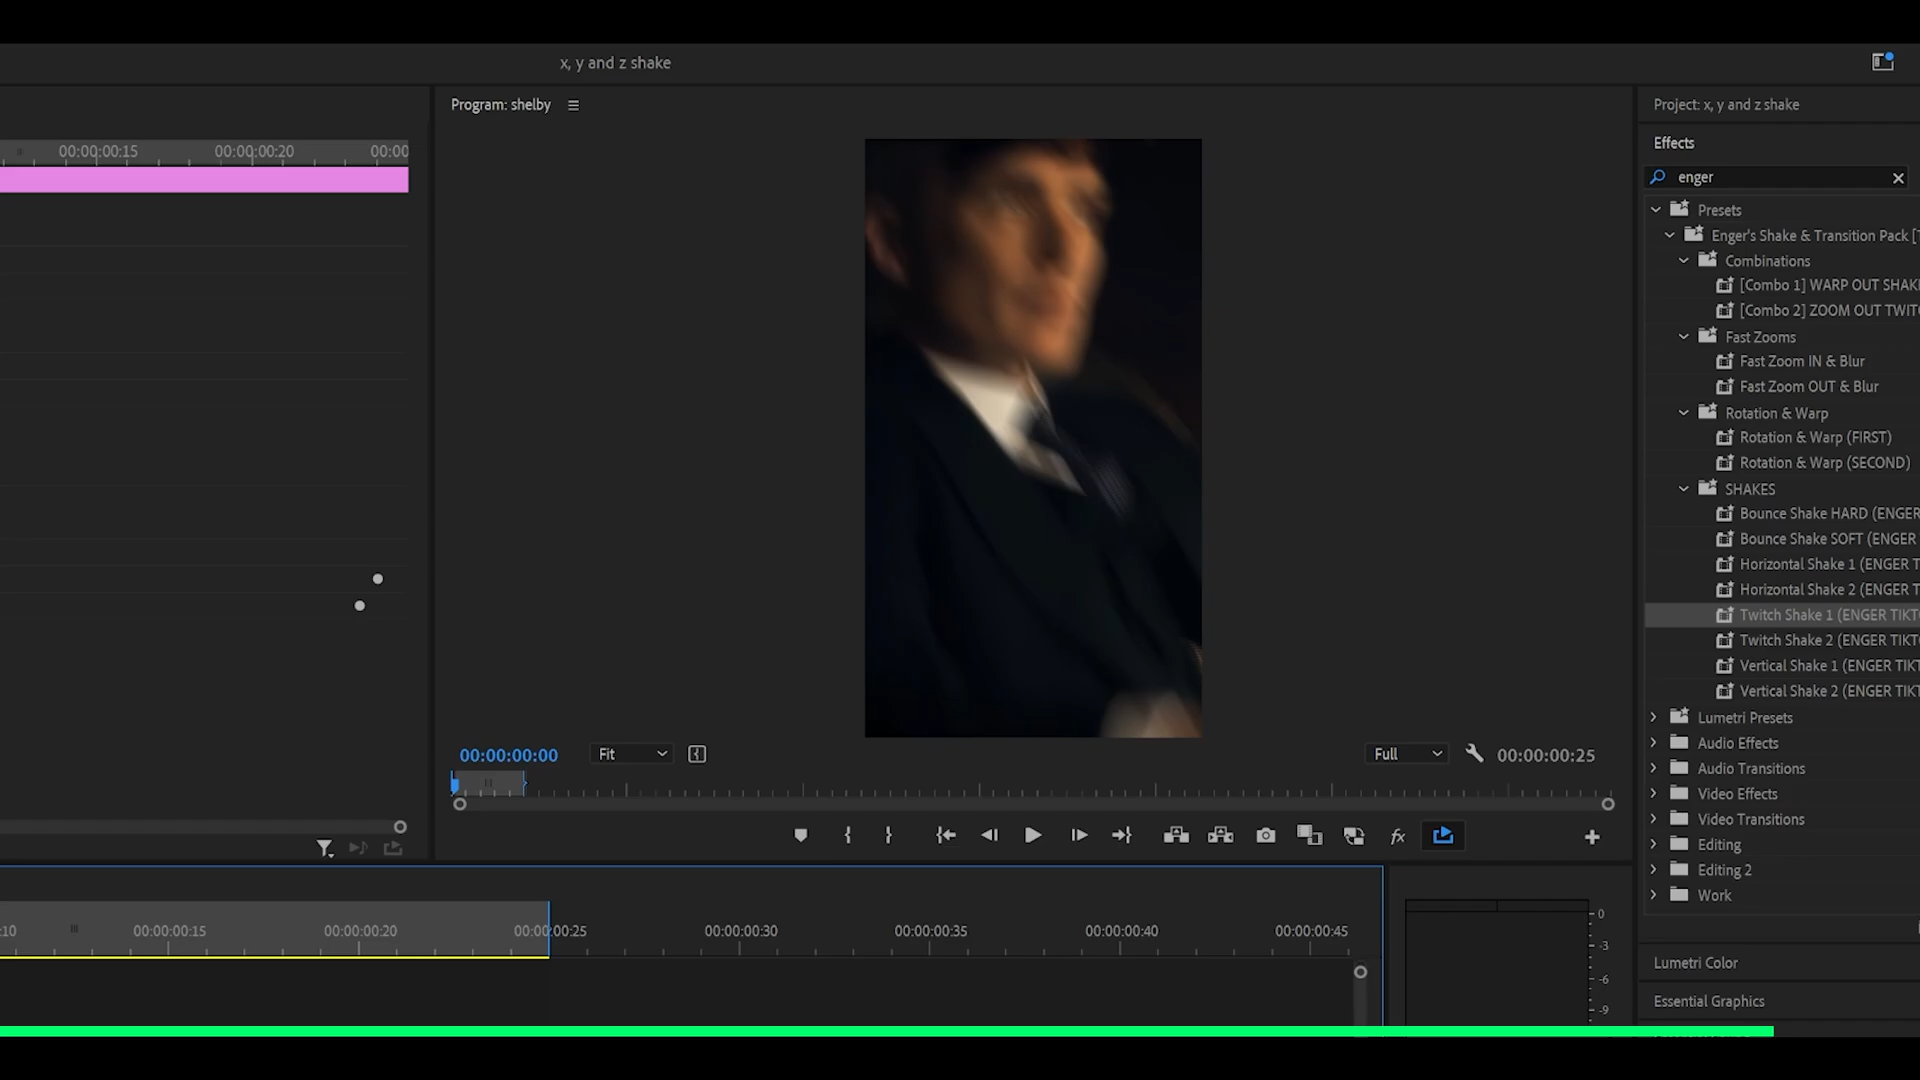 x, y and z shake
Program: shelby
Project: x, y and z shake
Effects
enger
00:00:00:15
00:00:00:20
00:00
Presets
Enger's Shake & Transition Pack [
Combinations
[Combo 1] WARP OUT SHAK
[Combo 2] ZOOM OUT TWIT
Fast Zooms
Fast Zoom IN & Blur
Fast Zoom OUT & Blur
Rotation & Warp
Rotation & Warp (FIRST)
Rotation & Warp (SECOND)
SHAKES
Bounce Shake HARD (ENGER
Bounce Shake SOFT (ENGER
Horizontal Shake 1 (ENGER T
Horizontal Shake 2 (ENGER T
Twitch Shake 1 (ENGER TIKT
Twitch Shake 2 (ENGER TIKT
Vertical Shake 1 (ENGER TIKT
Vertical Shake 2 (ENGER TIKT
Lumetri Presets
Audio Effects
Audio Transitions
Video Effects
Video Transitions
Editing
Editing 2
Work
00:00:00:00
Fit
Full
00:00:00:25
fx
:10
00:00:00:15
00:00:00:20
00:00:00:25
00:00:00:30
00:00:00:35
00:00:00:40
00:00:00:45
0
-3
-6
-9
Lumetri Color
Essential Graphics